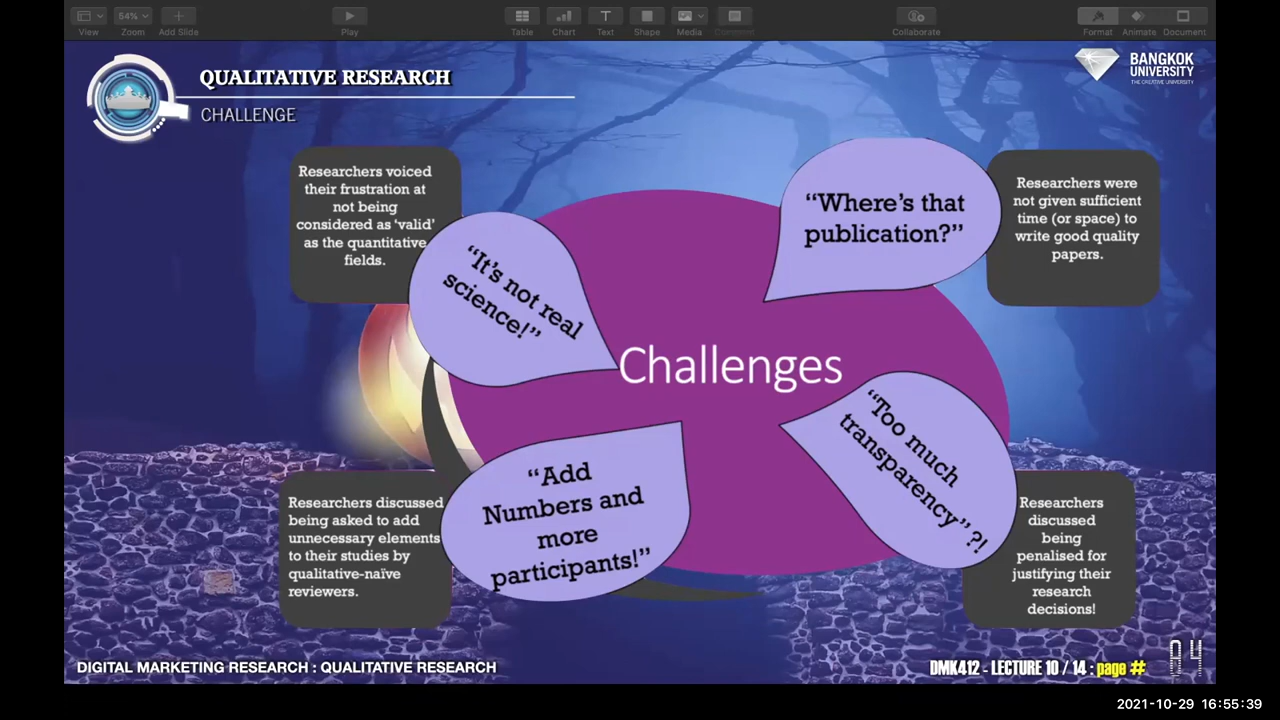 View
Zoom
Add Slide
Play
Table
Chart
Text
Shape
Media
Comment
Collaborate
Format
Animate
Document
54%
QUALITATIVE RESEARCH
CHALLENGE
BANGKOK
UNIVERSITY
THE CREATIVE UNIVERSITY
Researchers voiced
their frustration at
not being
considered as ‘valid’
as the quantitative
fields.
“It’s not real
science!”
“Where’s that
publication?”
Researchers were
not given sufficient
time (or space) to
write good quality
papers.
Challenges
Researchers discussed
being asked to add
unnecessary elements
to their studies by
qualitative-naïve
reviewers.
“Add
Numbers and
more
participants!”
“Too much
transparency”?!
Researchers
discussed
being
penalised for
justifying their
research
decisions!
DIGITAL MARKETING RESEARCH : QUALITATIVE RESEARCH
DMK412 - LECTURE 10 / 14 : page #
84
2021-10-29 16:55:39